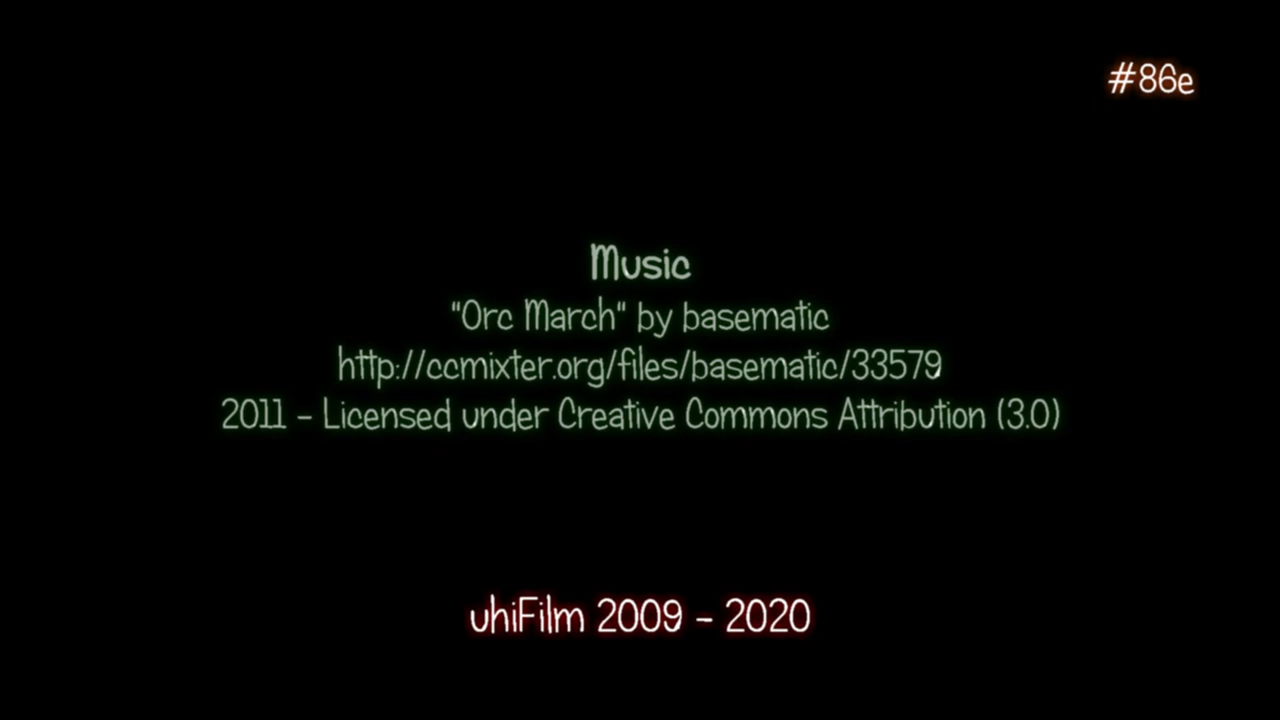 #86e
Music
"Orc March" by basematic
http://ccmixter.org/files/basematic/33579
2011 - Licensed under Creative Commons Attribution (3.0)
uhiFilm 2009 - 2020